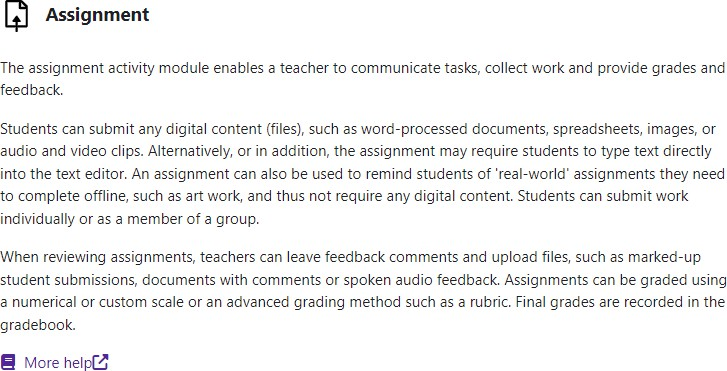 Assignment
The assignment activity module enables a teacher to communicate tasks, collect work and provide grades and
feedback.
Students can submit any digital content (files), such as word-processed documents, spreadsheets, images, or
audio and video clips. Alternatively, or in addition, the assignment may require students to type text directly
into the text editor. An assignment can also be used to remind students of 'real-world' assignments they need
to complete offline, such as art work, and thus not require any digital content. Students can submit work
individually or as a member of a group.
When reviewing assignments, teachers can leave feedback comments and upload files, such as marked-up
student submissions, documents with comments or spoken audio feedback. Assignments can be graded using
a numerical or custom scale or an advanced grading method such as a rubric. Final grades are recorded in the
gradebook.
More help